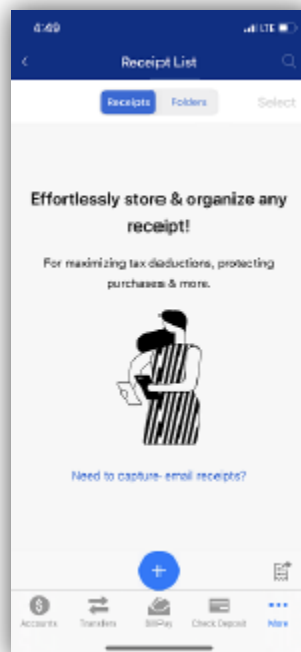 4:49
LTE
Receipt List
Receipts Folders Select
Effortlessly store & organize any
receipt!
For maximizing tax deductions, protecting
purchases & more.
Need to capture email receipts?
Accounts Transfers BillPay Check Deposit More